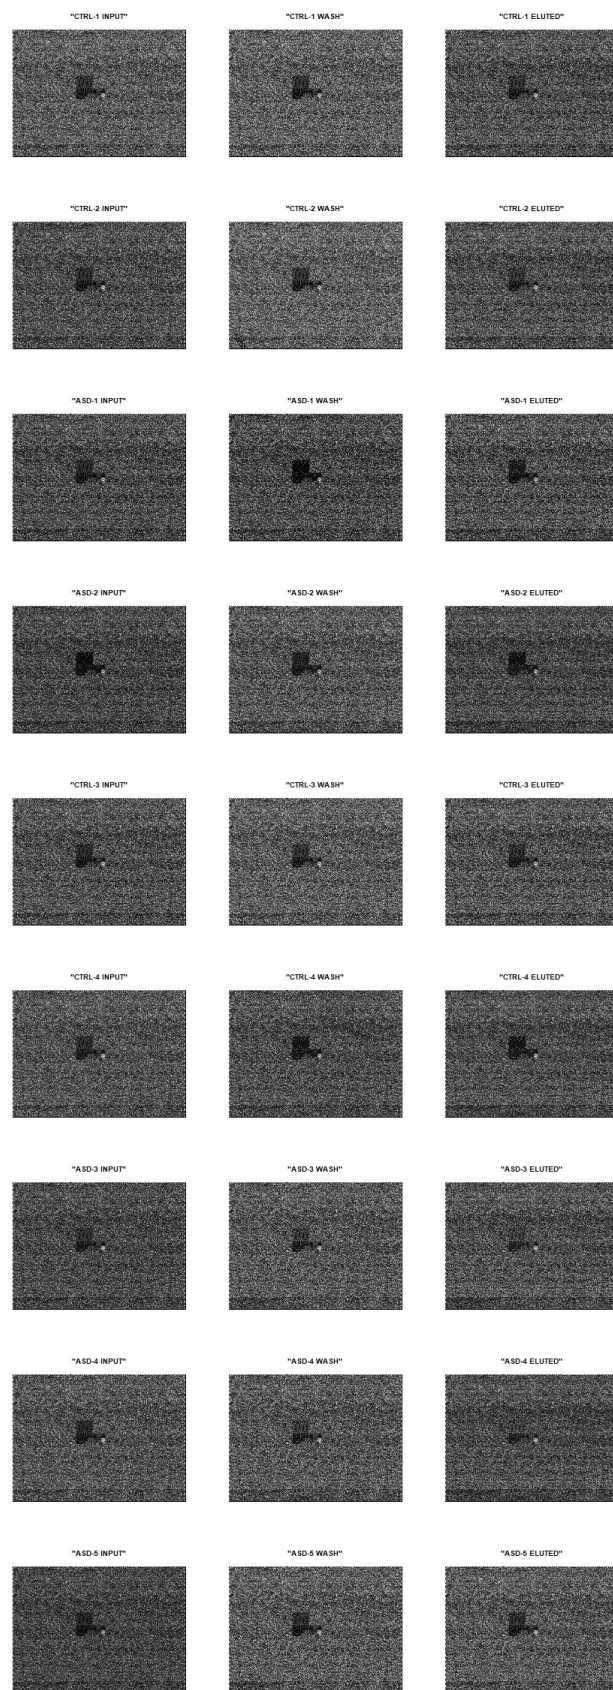 "CTRL-1 INPUT" "CTRL-1 WASH" "CTRL-1 ELUTED"
"CTRL-2 INPUT" "CTRL-2 WASH" "CTRL-2 ELUTED"
"ASD-1 INPUT" "ASD-1 WASH" "ASD-1 ELUTED"
"ASD-2 INPUT" "ASD-2 WASH" "ASD-2 ELUTED"
"CTRL-3 INPUT" "CTRL-3 WASH" "CTRL-3 ELUTED"
"CTRL-4 INPUT" "CTRL-4 WASH" "CTRL-4 ELUTED"
"ASD-3 INPUT" "ASD-3 WASH" "ASD-3 ELUTED"
"ASD-4 INPUT" "ASD-4 WASH" "ASD-4 ELUTED"
"ASD-5 INPUT" "ASD-5 WASH" "ASD-5 ELUTED"